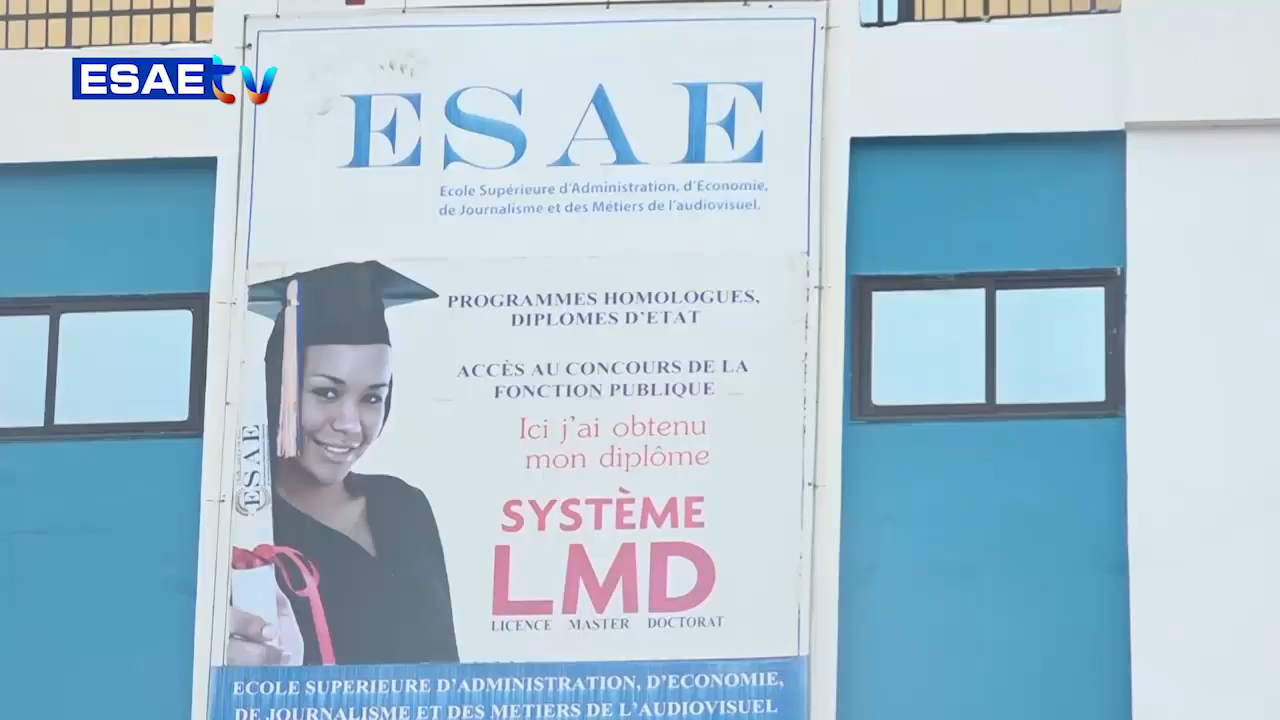 ESAEtv
ESAE
Ecole Supérieure d'Administration, d'Economie,
de Journalisme et des Métiers de l'audiovisuel.
PROGRAMMES HOMOLOGUES,
DIPLOMES D'ETAT
ACCÈS AU CONCOURS DE LA
FONCTION PUBLIQUE
Ici j'ai obtenu
mon diplôme
ESAE
SYSTÈME
LMD
LICENCE MASTER DOCTORAT
ECOLE SUPERIEURE D'ADMINISTRATION, D'ECONOMIE,
DE JOURNALISME ET DES METIERS DE L'AUDIOVISUEL